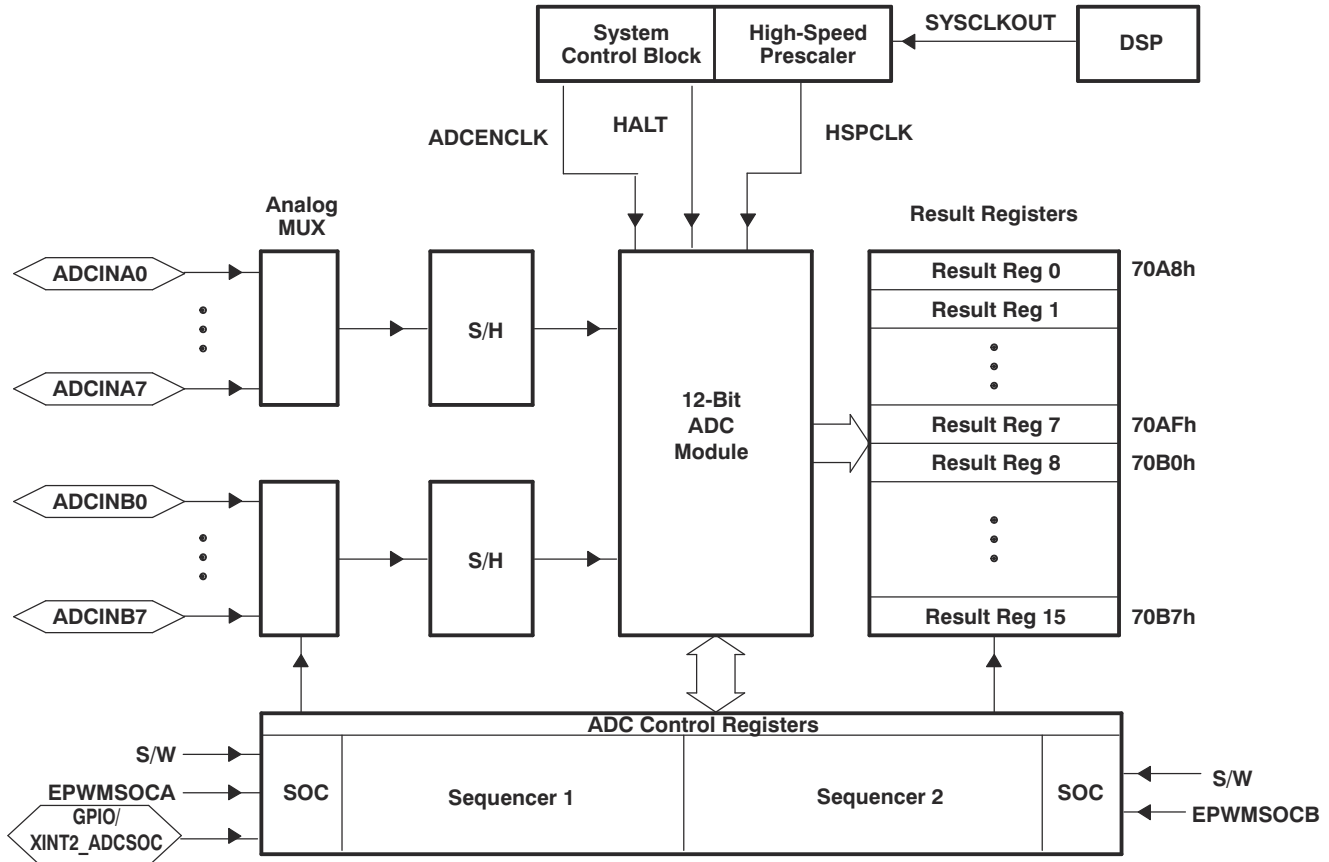 System
Control Block
High-Speed
Prescaler
SYSCLKOUT
DSP
ADCENCLK
HALT
HSPCLK
Analog
MUX
Result Registers
ADCINA0
ADCINA7
S/H
12-Bit
ADC
Module
Result Reg 0
70A8h
Result Reg 1
Result Reg 7
70AFh
Result Reg 8
70B0h
ADCINB0
ADCINB7
S/H
Result Reg 15
70B7h
ADC Control Registers
S/W
EPWMSOCA
GPIO/
XINT2_ADCSOC
SOC
Sequencer 1
Sequencer 2
SOC
S/W
EPWMSOCB